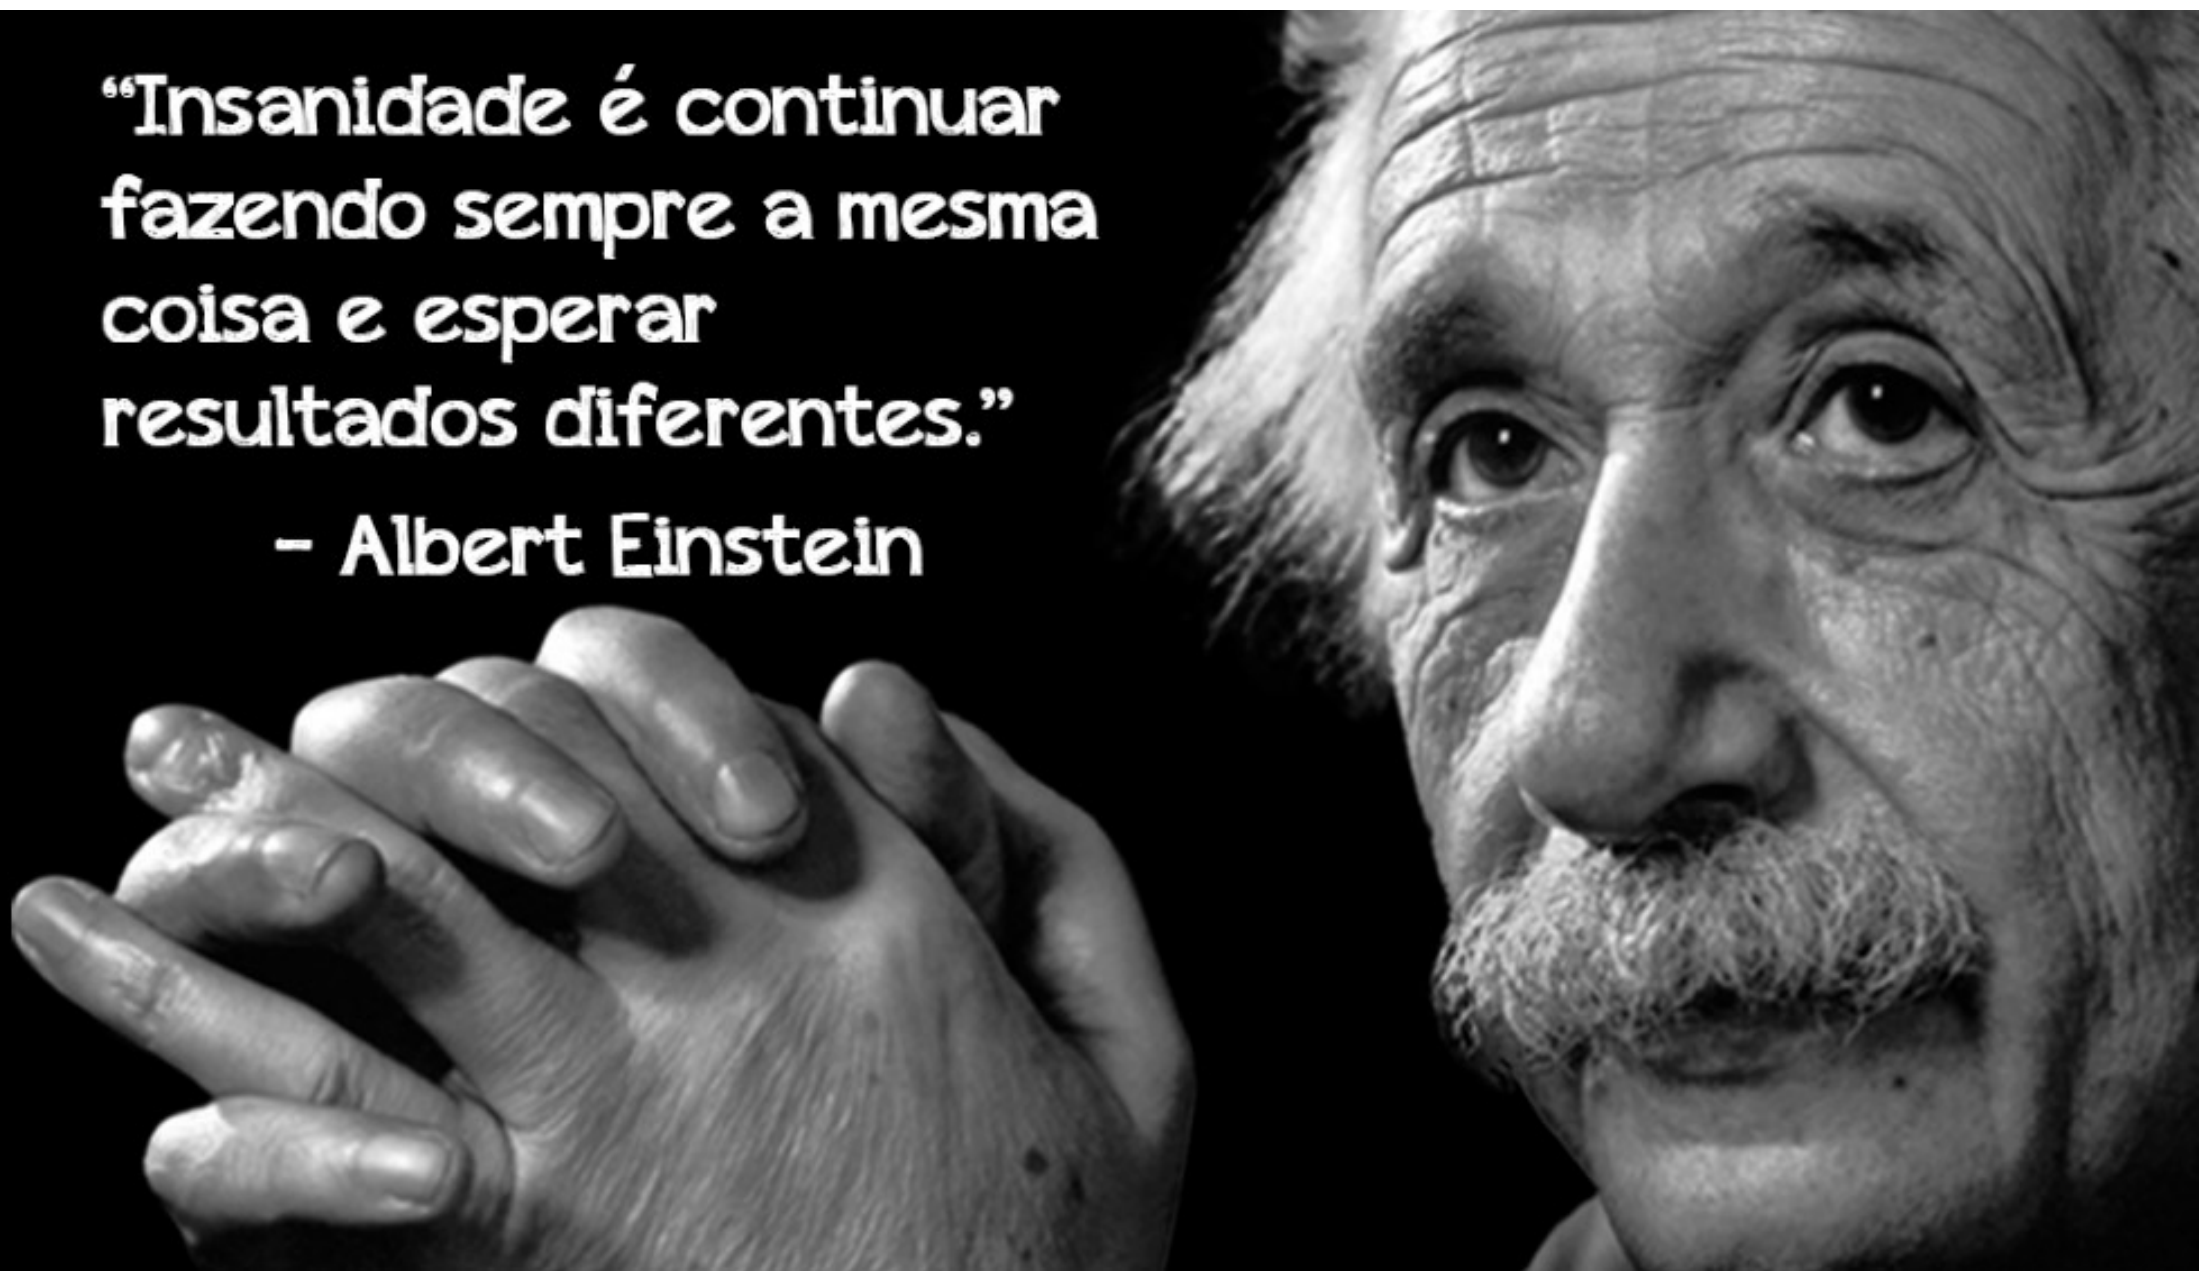 “Insanidade é continuar
fazendo sempre a mesma
coisa e esperar
resultados diferentes.”
- Albert Einstein